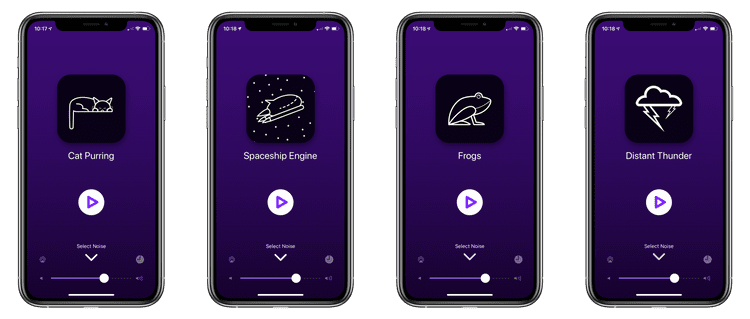 10:17
Cat Purring
Select Noise
10:18
Spaceship Engine
Select Noise
10:18
Frogs
Select Noise
10:18
Distant Thunder
Select Noise